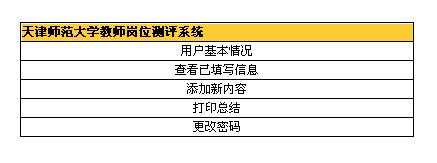 天津师范大学教师岗位测评系统
用户基本情况
查看已填写信息
添加新内容
打印总结
更改密码